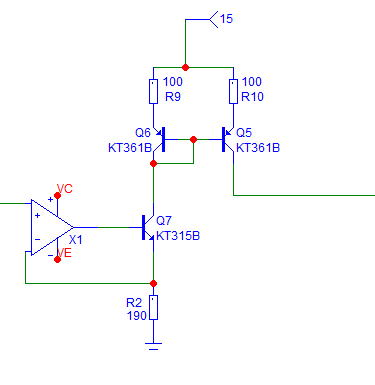 15
100
R9
100
R10
Q6
KT361B
Q5
KT361B
VC
+
+
-
X1
-
VE
Q7
KT315B
R2
190